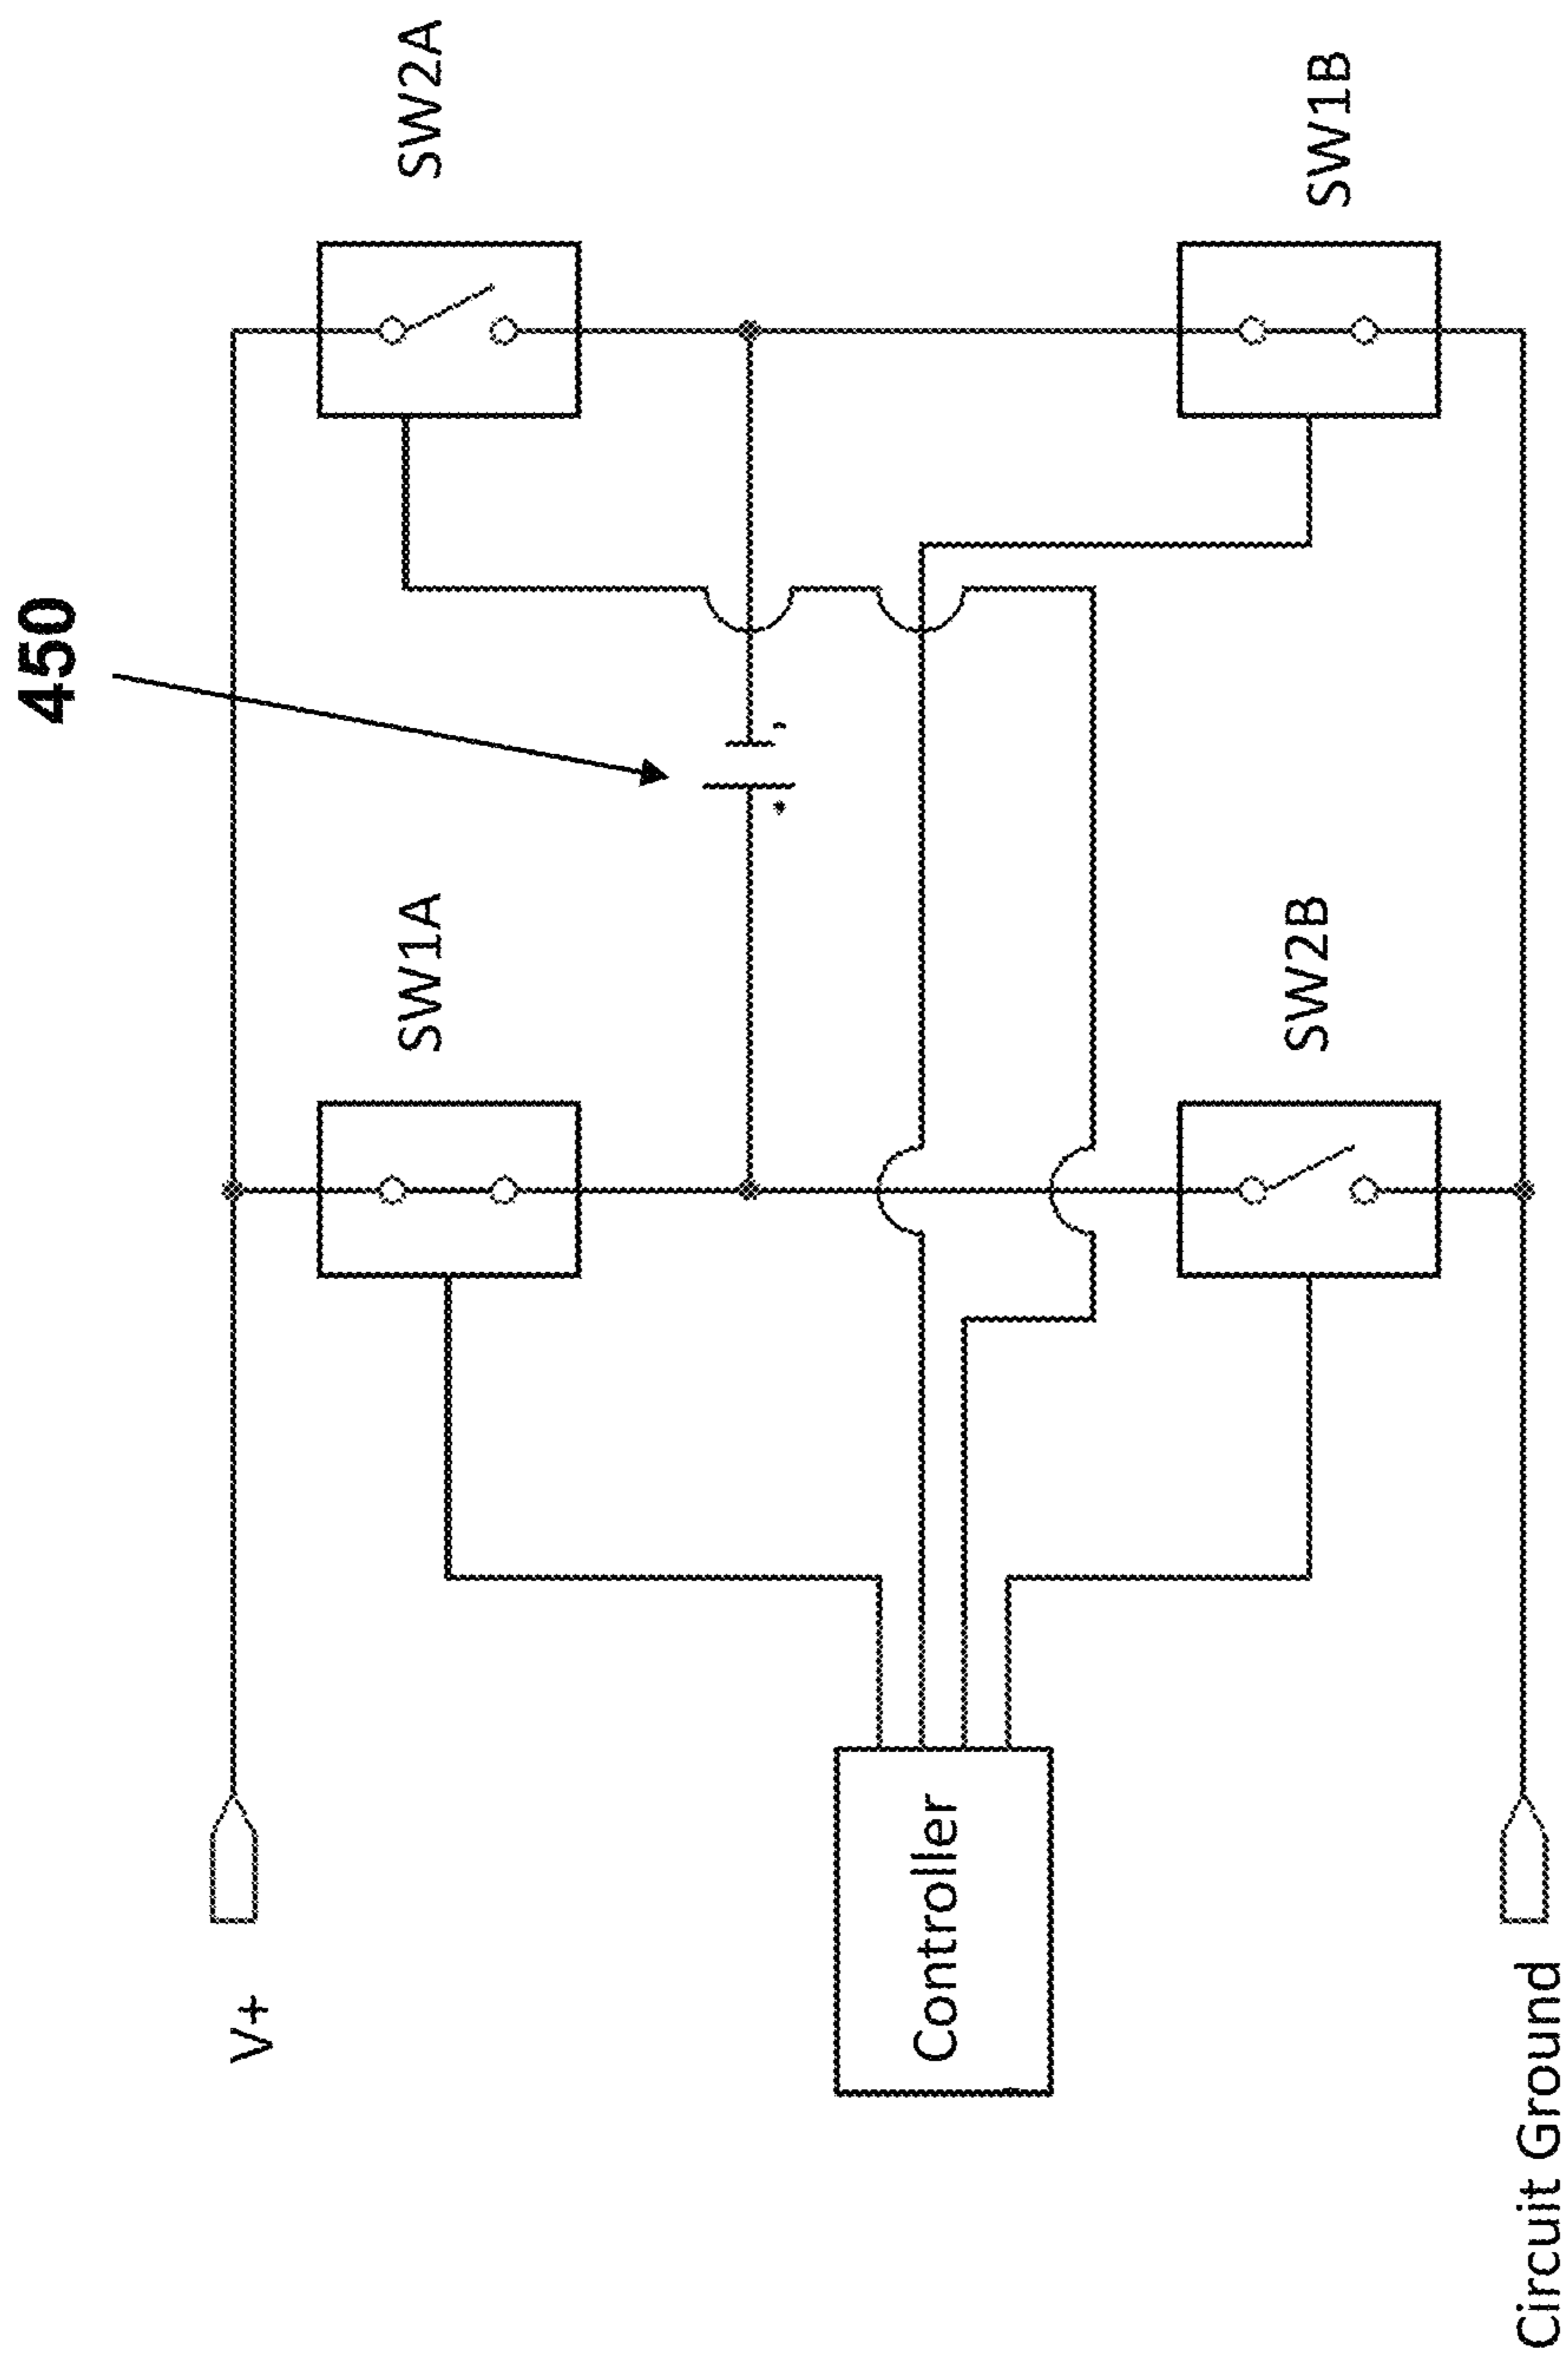 450
SW1A
SW2A
V+
Controller
SW2B
SW1B
Circuit Ground